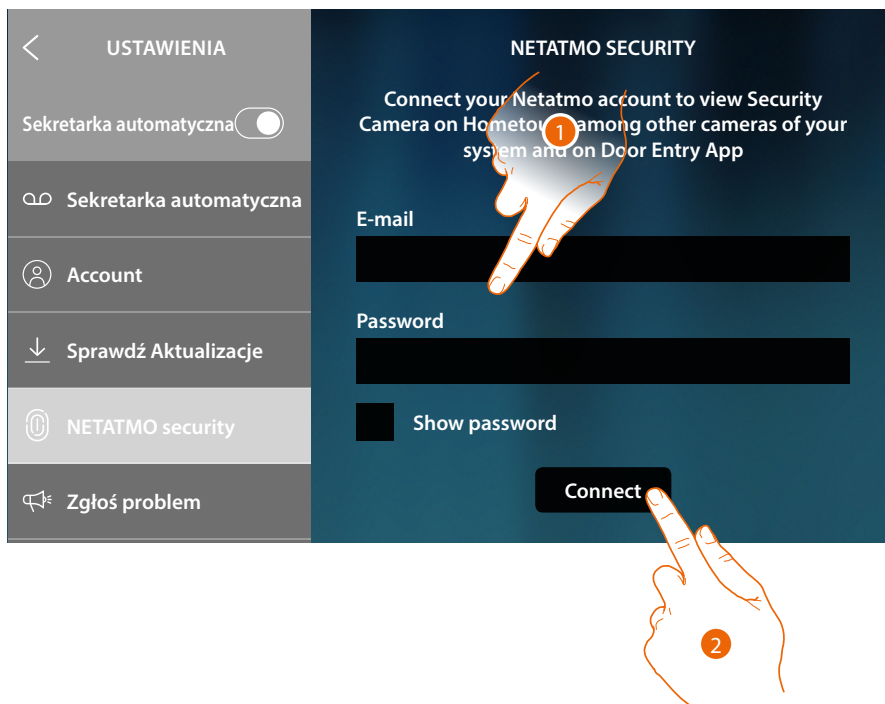 USTAWIENIA
Sekretarka automatyczna
Sekretarka automatyczna
Account
Sprawdź Aktualizacje
NETATMO security
Zgłoś problem
NETATMO SECURITY
Connect your Netatmo account to view Security
Camera on Hometouch among other cameras of your
system and on Door Entry App
1
E-mail
Password
Show password
Connect
2